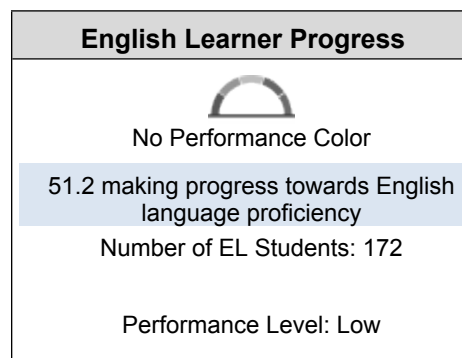 English Learner Progress
No Performance Color
51.2 making progress towards English
language proficiency
Number of EL Students: 172
Performance Level: Low